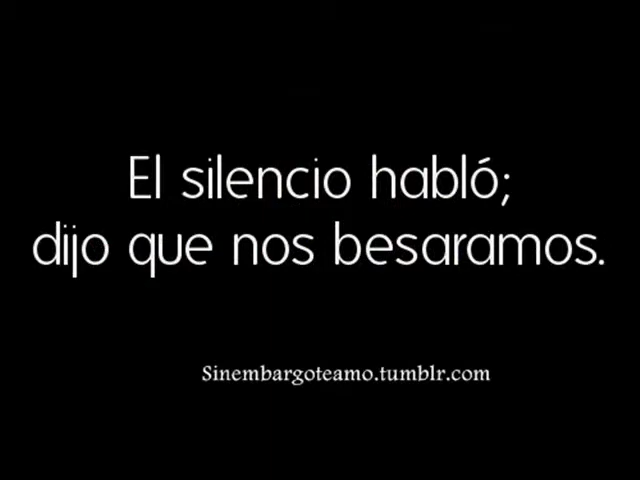 El silencio habló;
dijo que nos besaramos.
Sinembargoteamo.tumblr.com